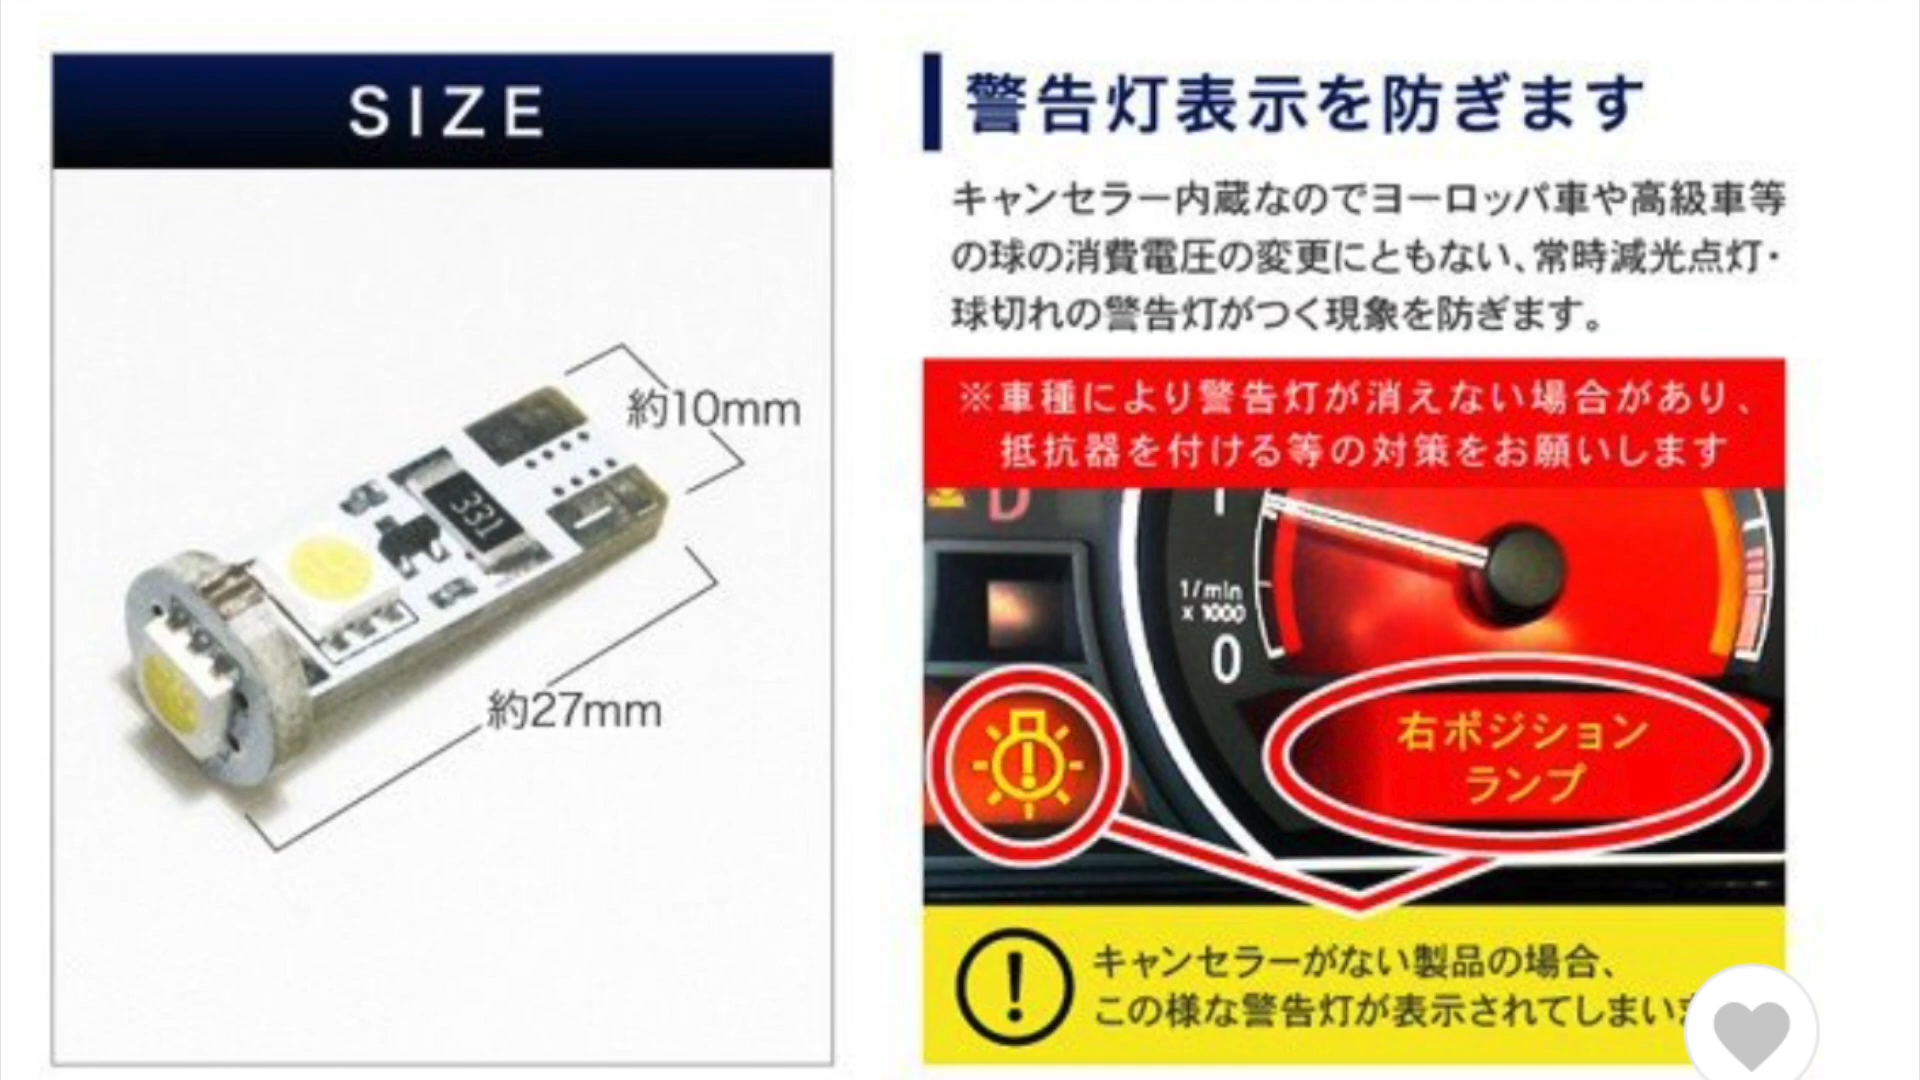 SIZE
約10mm
331
約27mm
警告灯表示を防ぎます
キャンセラー内蔵なのでヨーロッパ車や高級車等
の球の消費電圧の変更にともない、常時減光点灯・
球切れの警告灯がつく現象を防ぎます。
※車種により警告灯が消えない場合があり、
抵抗器を付ける等の対策をお願いします
D
1
1/min
x 1000
0
右ポジション
ランプ
キャンセラーがない製品の場合、
この様な警告灯が表示されてしまいま